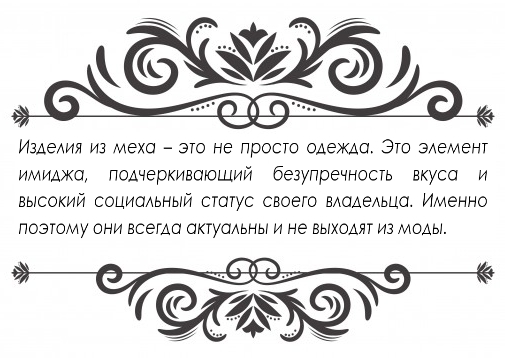 Изделия из меха – это не просто одежда. Это элемент
имиджа, подчеркивающий безупречность вкуса и
высокий социальный статус своего владельца. Именно
поэтому они всегда актуальны и не выходят из моды.